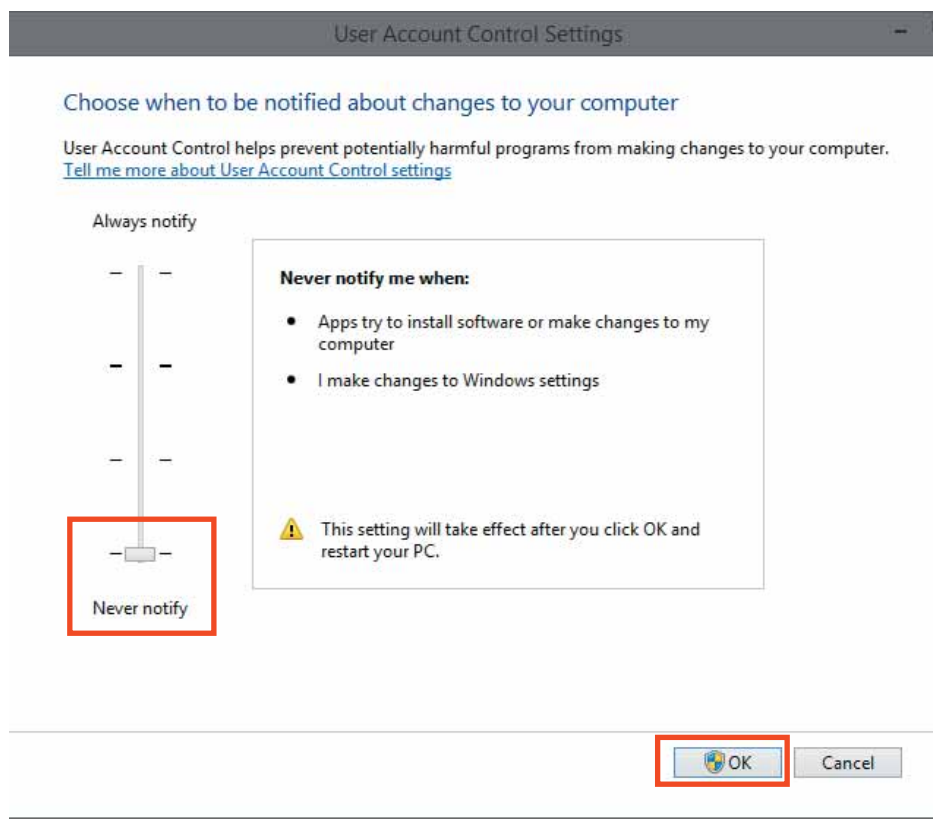 User Account Control Settings
Choose when to be notified about changes to your computer
User Account Control helps prevent potentially harmful programs from making changes to your computer.
Tell me more about User Account Control settings
Always notify
Never notify me when:
• Apps try to install software or make changes to my
computer
• I make changes to Windows settings
This setting will take effect after you click OK and
restart your PC.
Never notify
OK
Cancel